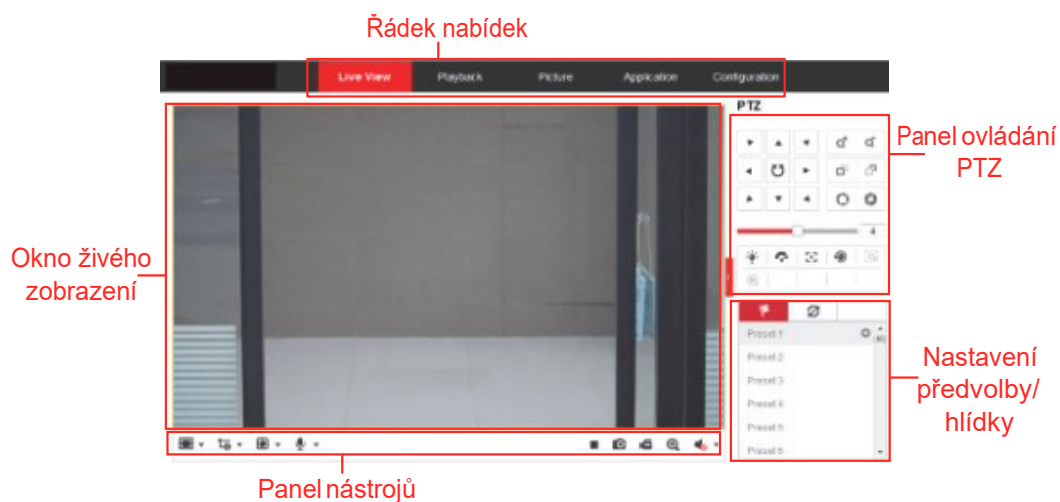 Řádek nabídek
Live View Playback Picture Application Configuration
PTZ
Panel ovládání
PTZ
4
Okno živého
zobrazení
Preset 1
Preset 2
Preset 3
Preset 4
Preset 5
Preset 6
Nastavení
předvolby/
hlídky
Panel nástrojů